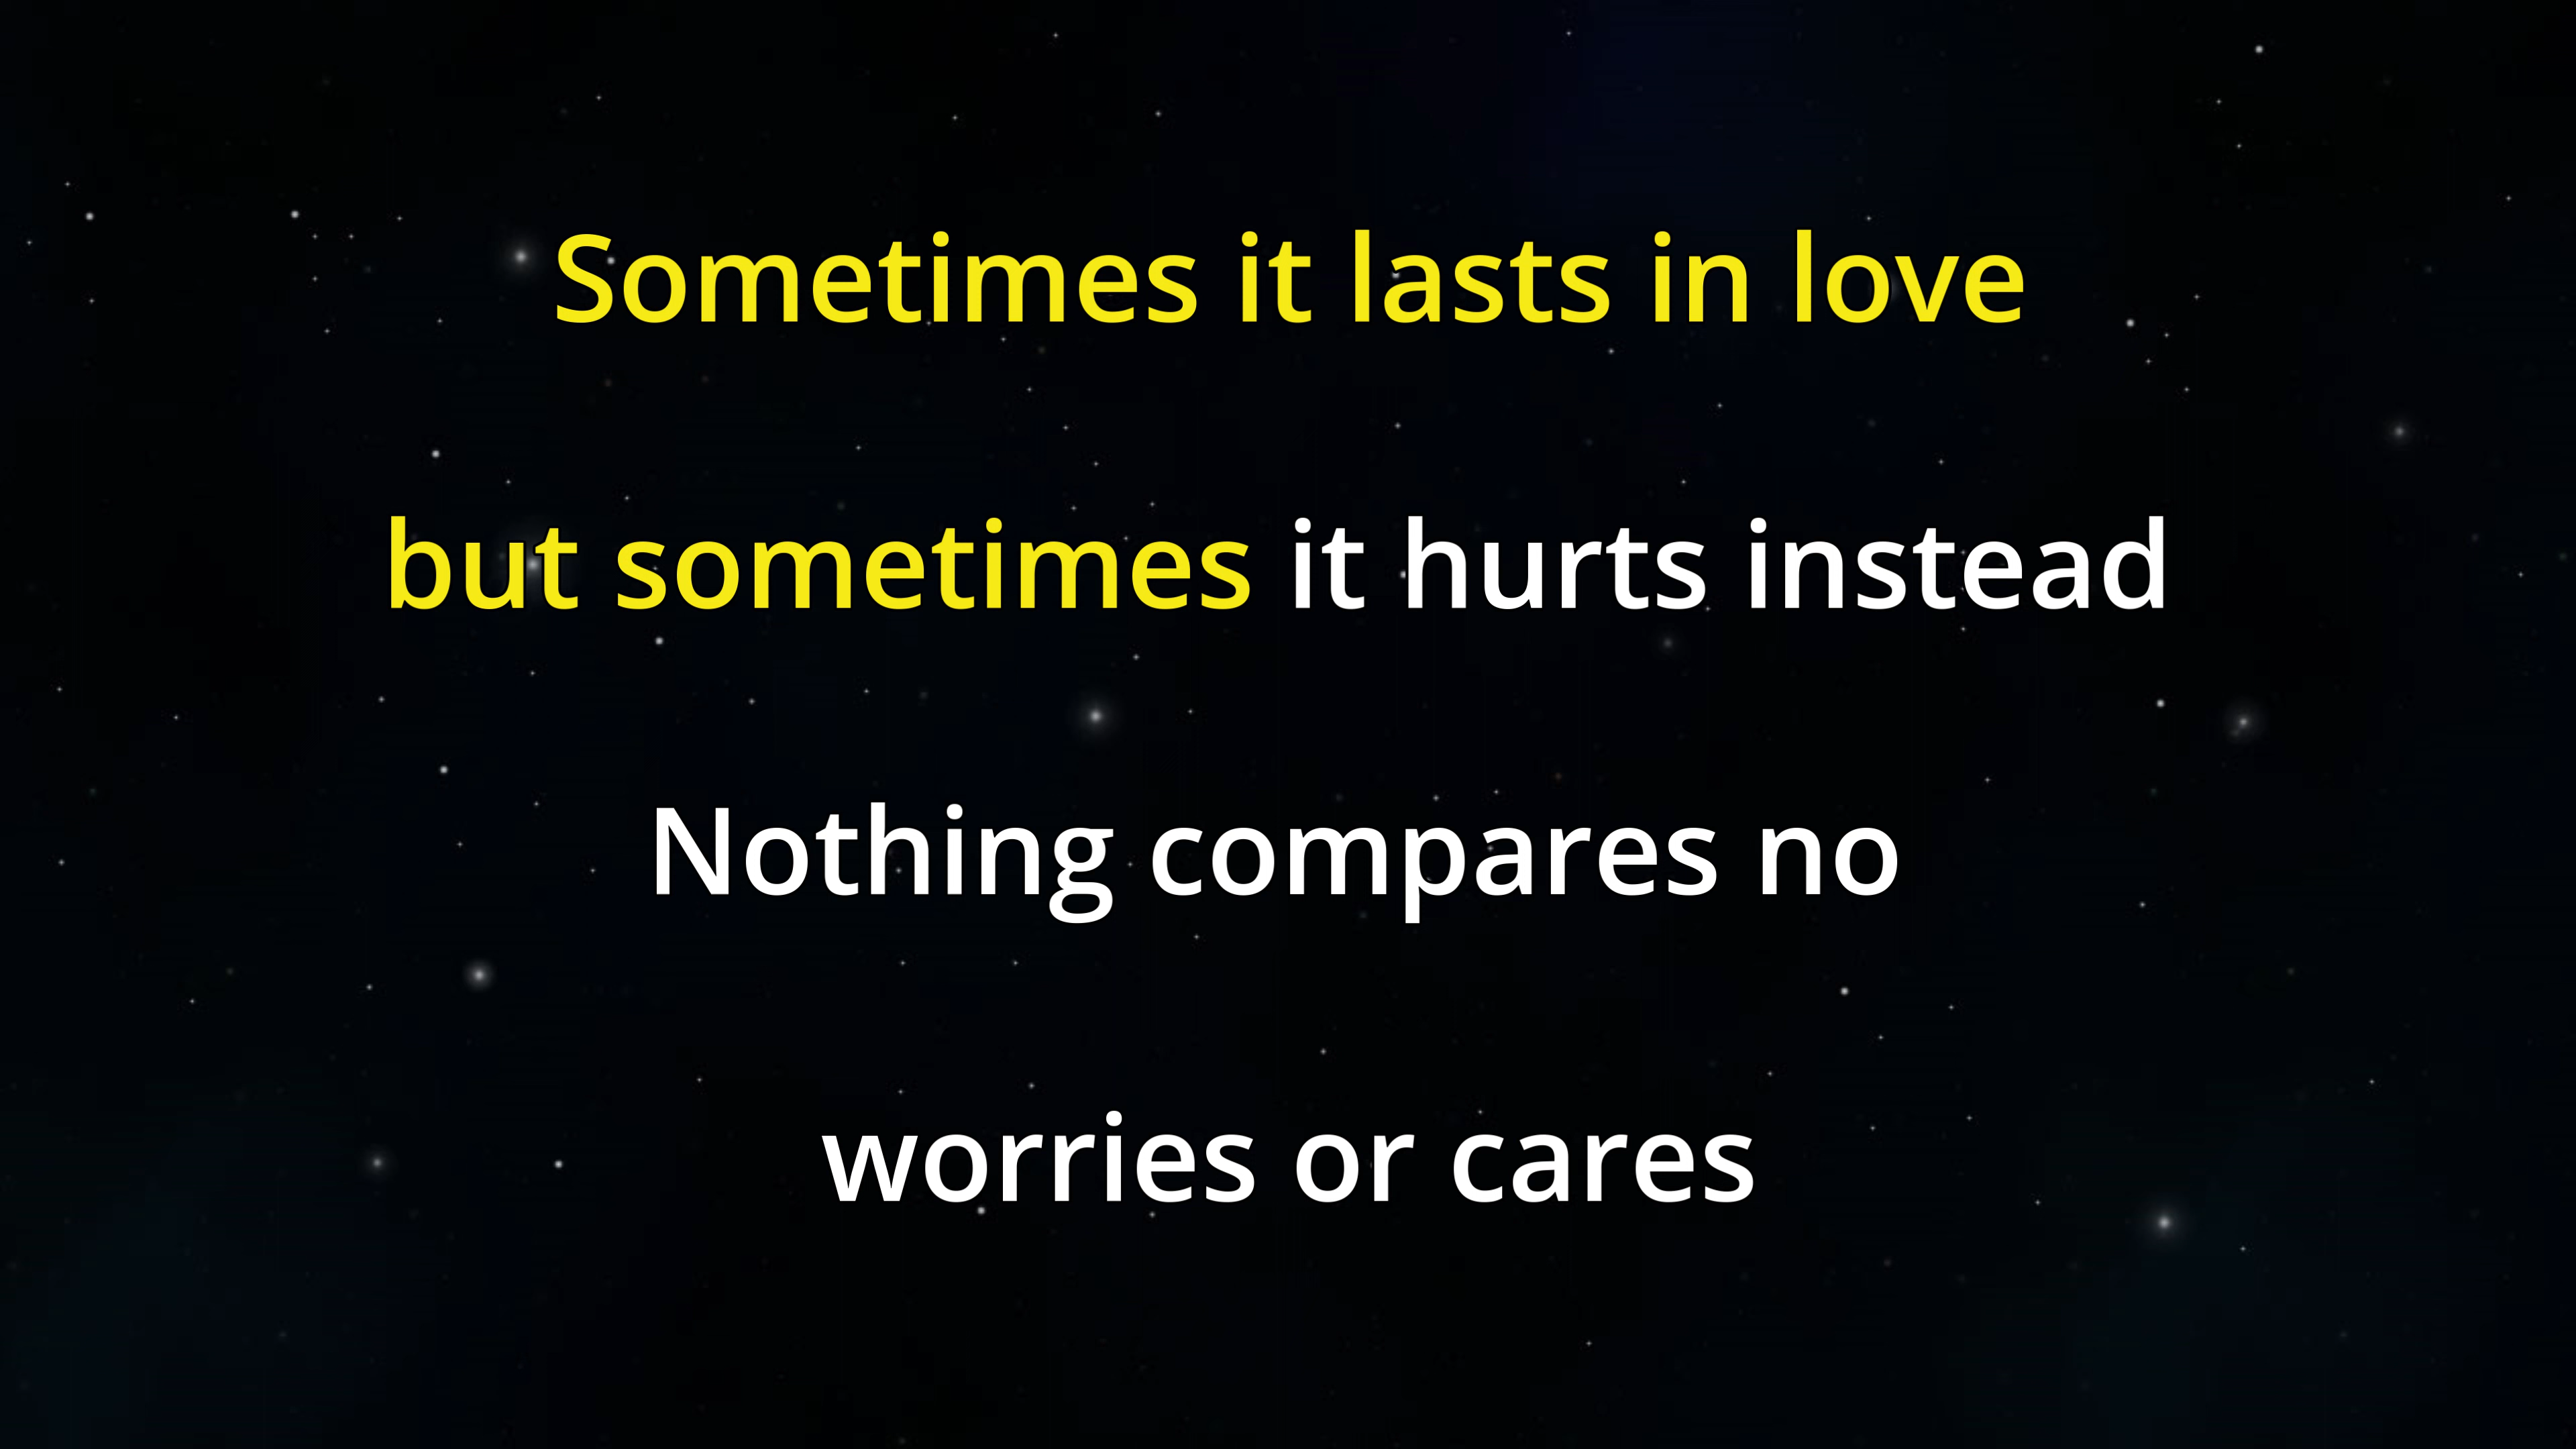 Sometimes it lasts in love
but sometimes it hurts instead
Nothing compares no
worries or cares